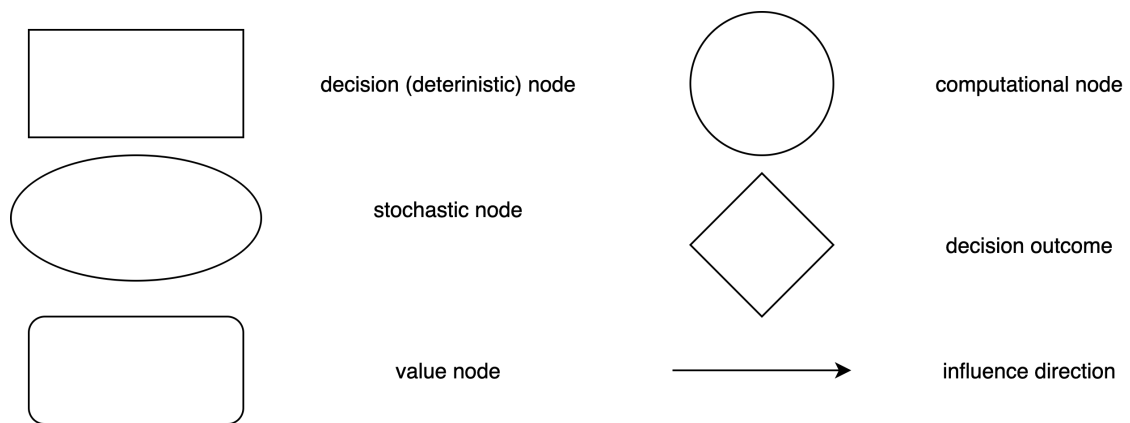 decision (deterinistic) node
computational node
stochastic node
decision outcome
value node
influence direction